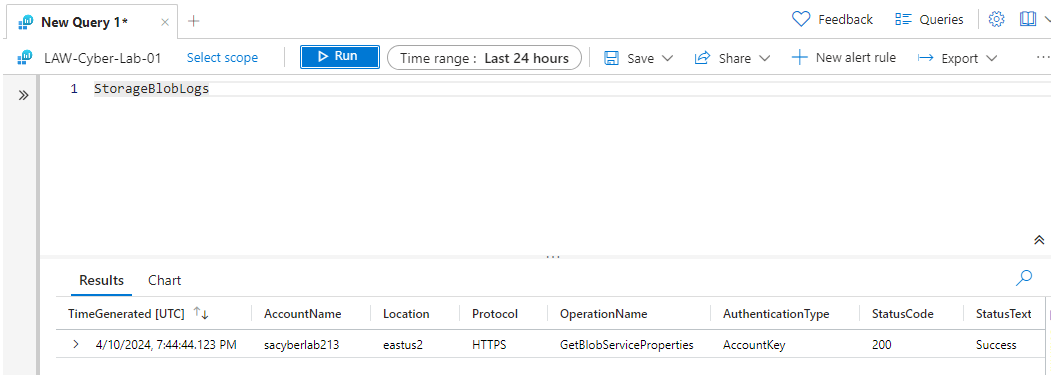 New Query 1*
Feedback Queries
LAW-Cyber-Lab-01 Select scope Run Time range : Last 24 hours Save Share New alert rule Export
1 StorageBlobLogs
Results Chart
TimeGenerated [UTC] AccountName Location Protocol OperationName AuthenticationType StatusCode StatusText
4/10/2024, 7:44:44.123 PM sacyberlab213 eastus2 HTTPS GetBlobServiceProperties AccountKey 200 Success